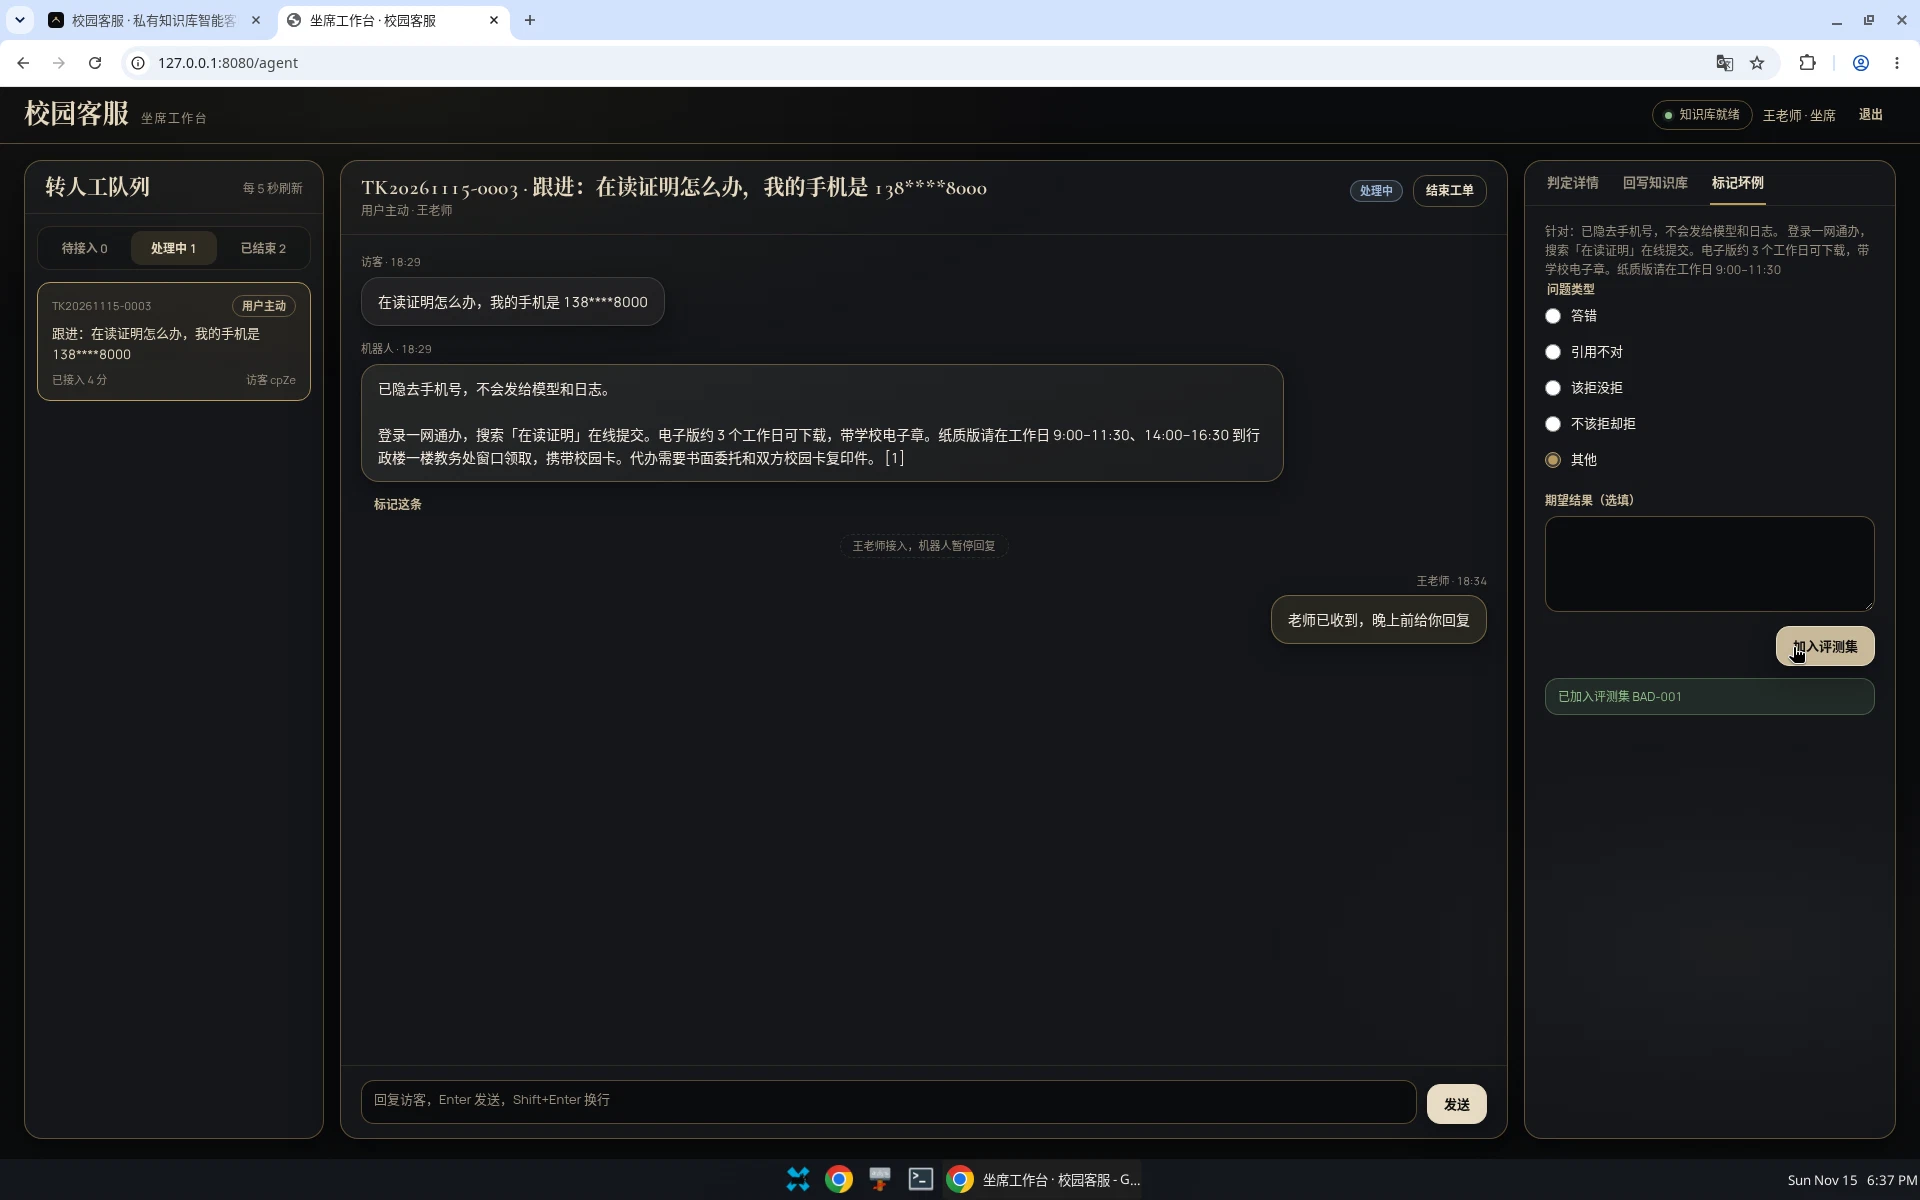 校园客服 · 私有知识库智能客
坐席工作台 · 校园客服
127.0.0.1:8080/agent
校园客服 坐席工作台
知识库就绪 王老师 · 坐席 退出
转人工队列 每 5 秒刷新
待接入 0 处理中 1 已结束 2
TK20261115-0003 用户主动
跟进：在读证明怎么办，我的手机是
138****8000
已接入 4 分 访客 cpZe
TK20261115-0003 · 跟进：在读证明怎么办，我的手机是 138****8000
用户主动 · 王老师
处理中 结束工单
访客 · 18:29
在读证明怎么办，我的手机是 138****8000
机器人 · 18:29
已隐去手机号，不会发给模型和日志。
登录一网通办，搜索「在读证明」在线提交。电子版约 3 个工作日可下载，带学校电子章。纸质版请在工作日 9:00–11:30、14:00–16:30 到行
政楼一楼教务处窗口领取，携带校园卡。代办需要书面委托和双方校园卡复印件。 [1]
标记这条
王老师接入，机器人暂停回复
王老师 · 18:34
老师已收到，晚上前给你回复
回复访客，Enter 发送，Shift+Enter 换行
发送
判定详情 回写知识库 标记坏例
针对：已隐去手机号，不会发给模型和日志。 登录一网通办，
搜索「在读证明」在线提交。电子版约 3 个工作日可下载，带
学校电子章。纸质版请在工作日 9:00–11:30
问题类型
答错
引用不对
该拒没拒
不该拒却拒
其他
期望结果（选填）
加入评测集
已加入评测集 BAD-001
坐席工作台 · 校园客服 - G...
Sun Nov 15 6:37 PM